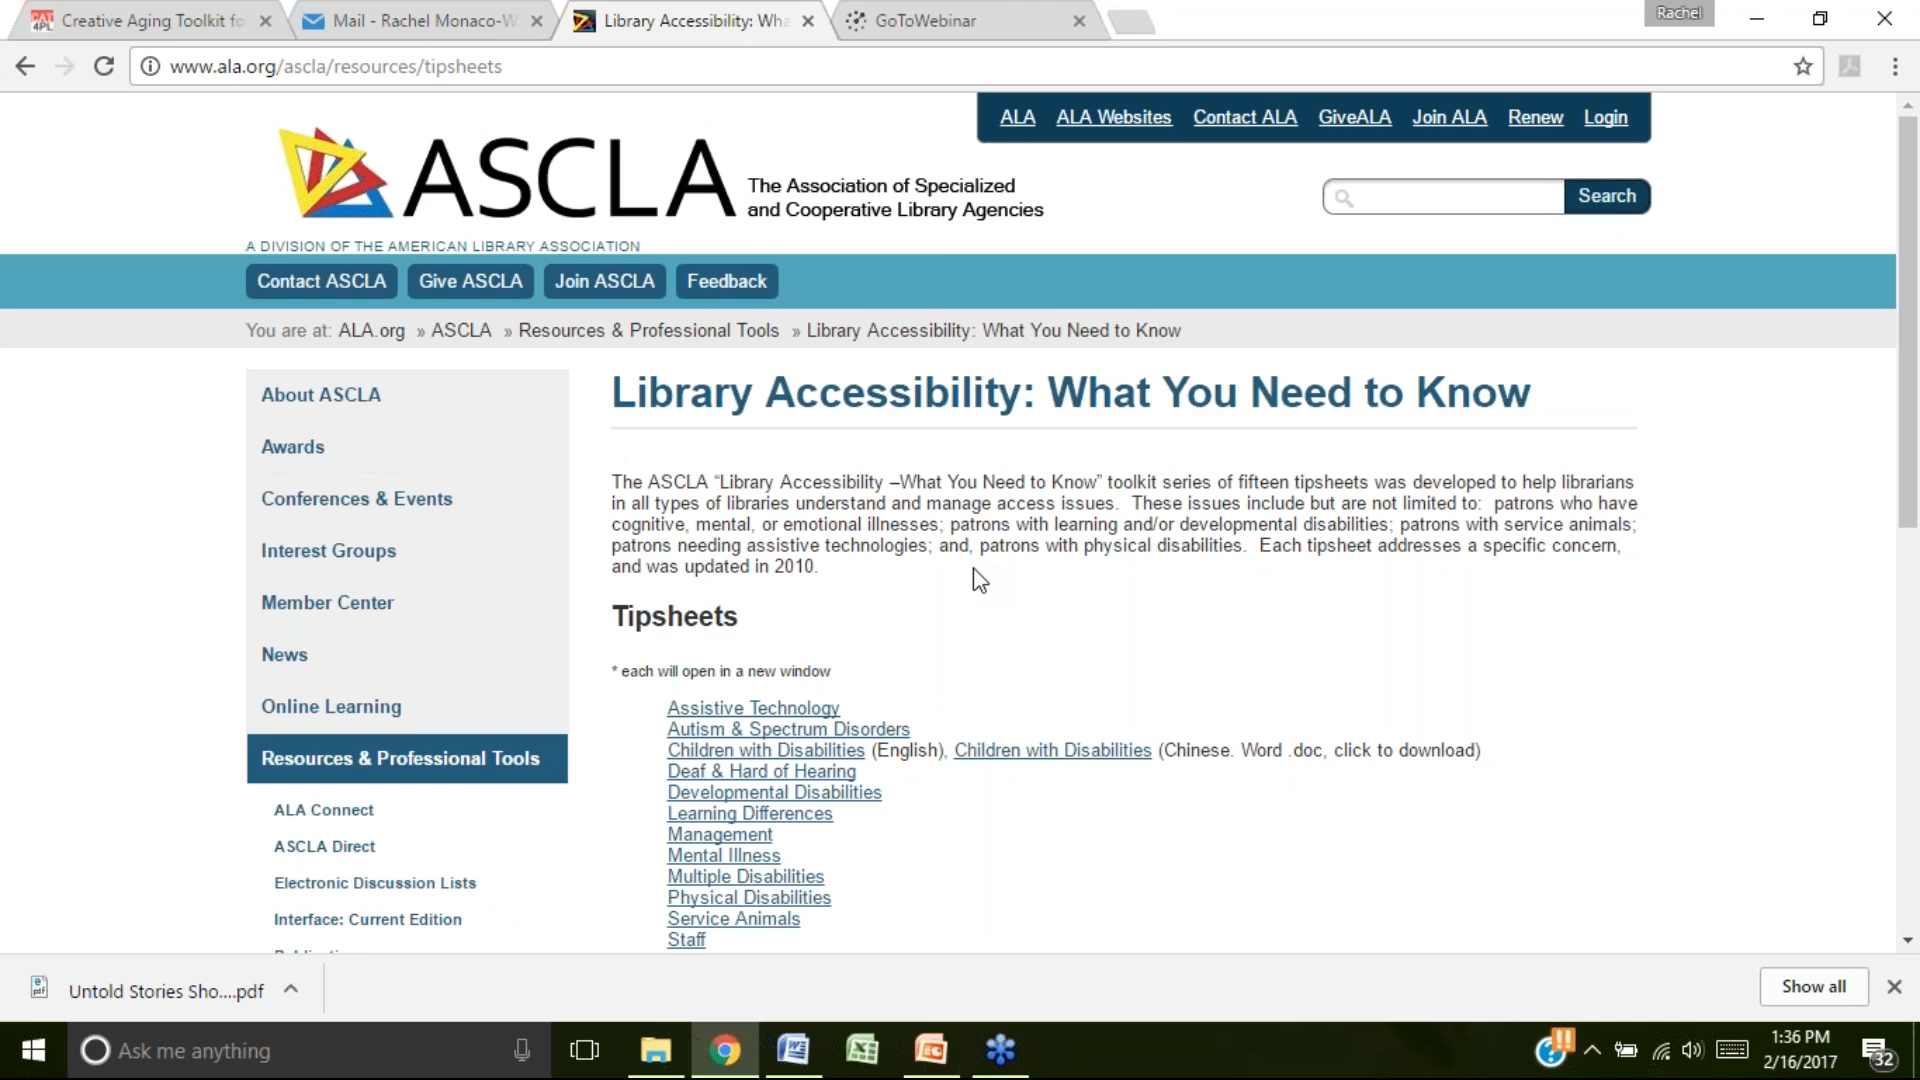 Creative Aging Toolkit fo
Mail - Rachel Monaco-W
Library Accessibility: Wha
GoToWebinar
Rachel
www.ala.org/ascla/resources/tipsheets
ALA ALA Websites Contact ALA GiveALA Join ALA Renew Login
ASCLA
The Association of Specialized
and Cooperative Library Agencies
Search
A DIVISION OF THE AMERICAN LIBRARY ASSOCIATION
Contact ASCLA Give ASCLA Join ASCLA Feedback
You are at: ALA.org » ASCLA » Resources & Professional Tools » Library Accessibility: What You Need to Know
About ASCLA
Awards
Conferences & Events
Interest Groups
Member Center
News
Online Learning
Resources & Professional Tools
ALA Connect
ASCLA Direct
Electronic Discussion Lists
Interface: Current Edition
Library Accessibility: What You Need to Know
The ASCLA “Library Accessibility –What You Need to Know” toolkit series of fifteen tipsheets was developed to help librarians
in all types of libraries understand and manage access issues. These issues include but are not limited to: patrons who have
cognitive, mental, or emotional illnesses; patrons with learning and/or developmental disabilities; patrons with service animals;
patrons needing assistive technologies; and, patrons with physical disabilities. Each tipsheet addresses a specific concern,
and was updated in 2010.
Tipsheets
* each will open in a new window
Assistive Technology
Autism & Spectrum Disorders
Children with Disabilities (English), Children with Disabilities (Chinese. Word .doc, click to download)
Deaf & Hard of Hearing
Developmental Disabilities
Learning Differences
Management
Mental Illness
Multiple Disabilities
Physical Disabilities
Service Animals
Staff
Untold Stories Sho....pdf
Show all
Ask me anything
1:36 PM
2/16/2017
32